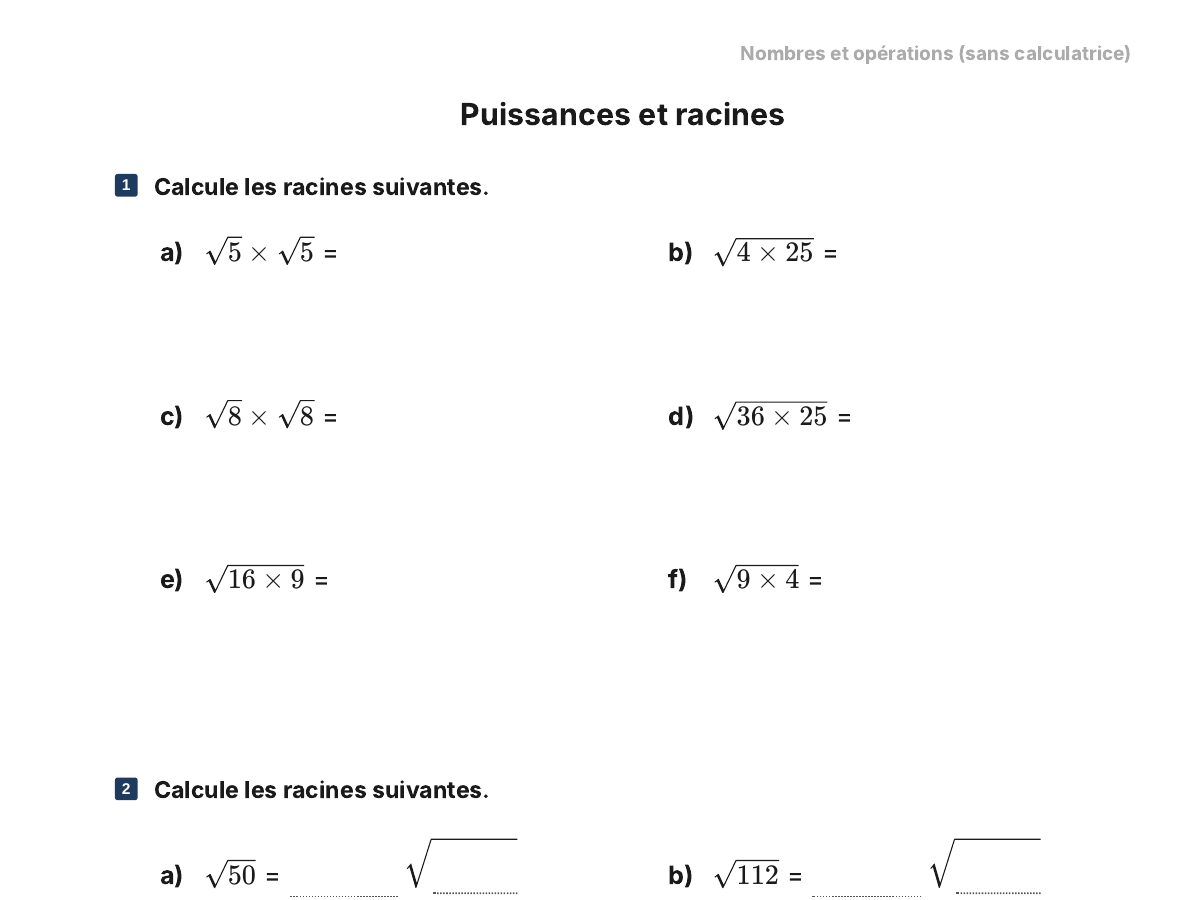 Nombres et opérations (sans calculatrice)
Puissances et racines
1 Calcule les racines suivantes.
a) √5 × √5 = b) √(4 × 25) =
c) √8 × √8 = d) √(36 × 25) =
e) √(16 × 9) = f) √(9 × 4) =
2 Calcule les racines suivantes.
a) √50 = ........ √........ b) √112 = ........ √........